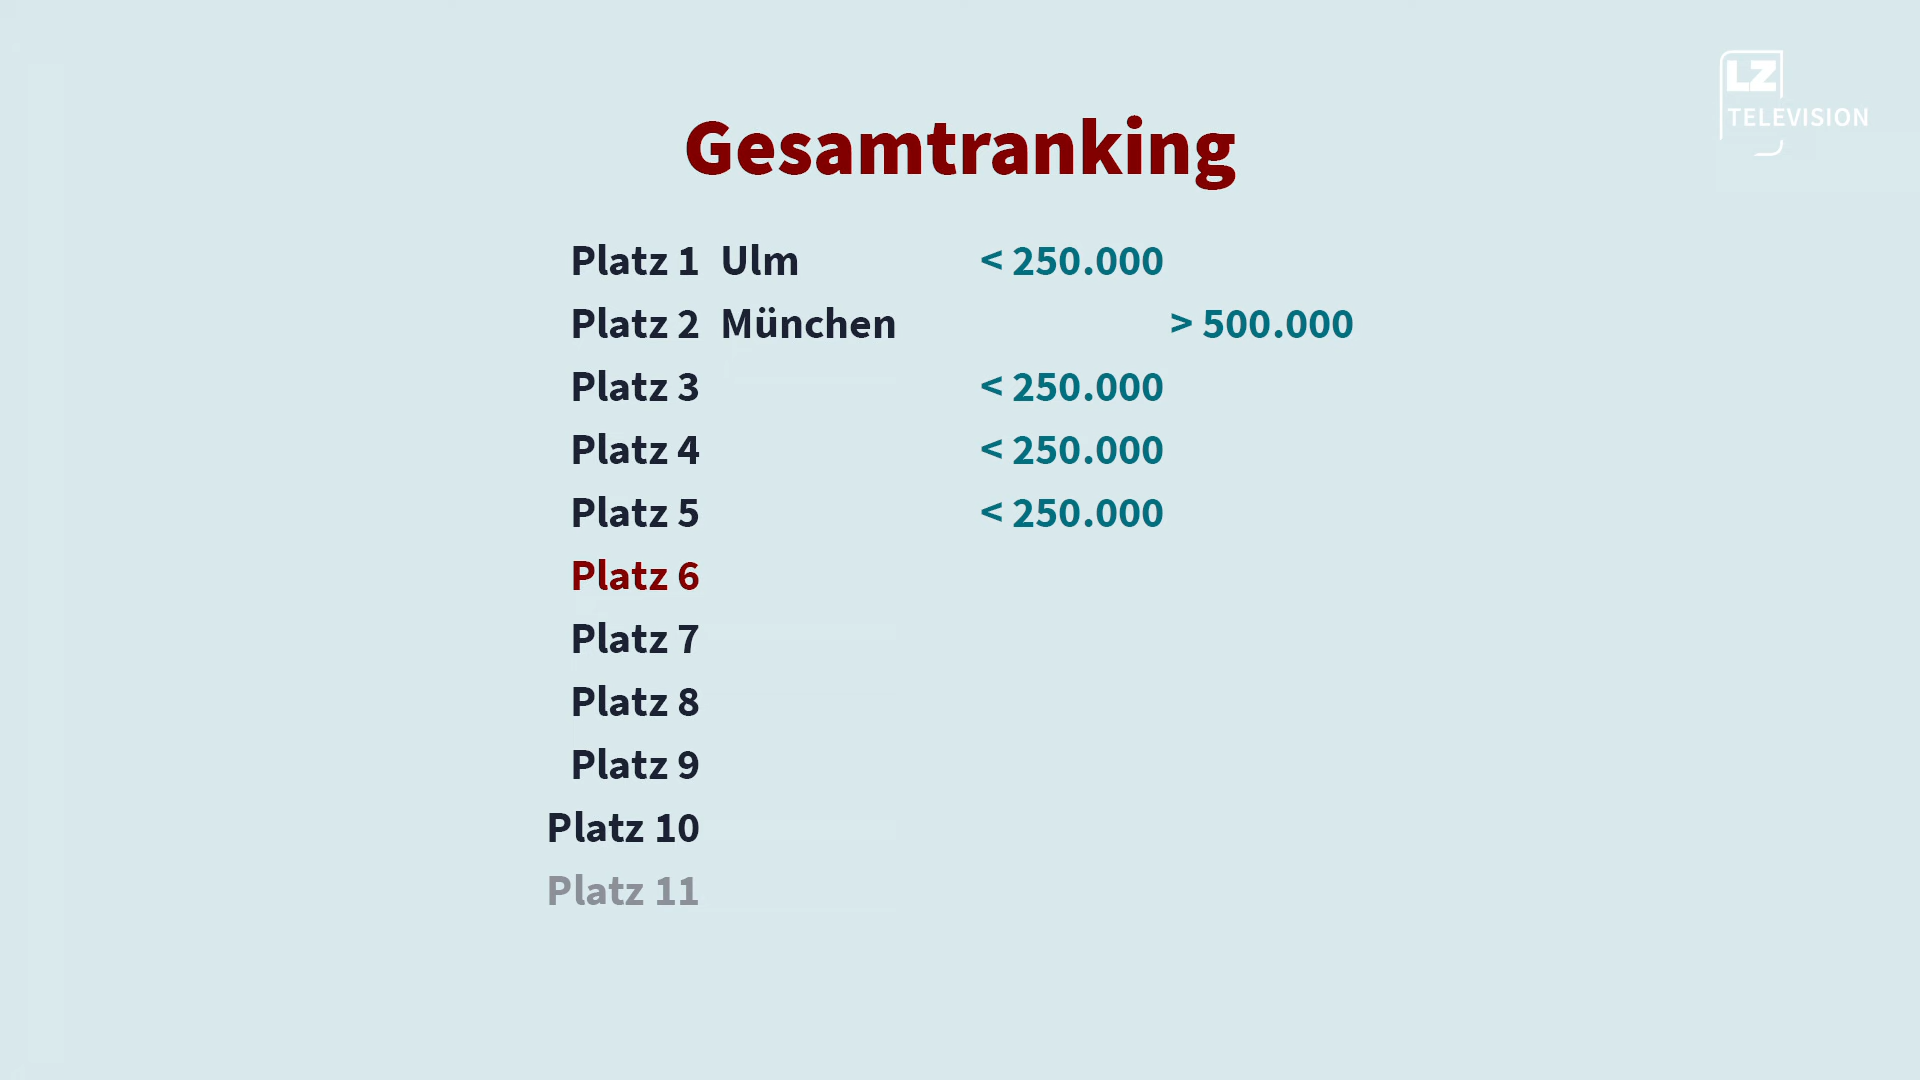 LZ
TELEVISION
Gesamtranking
Platz 1 Ulm < 250.000
Platz 2 München > 500.000
Platz 3 < 250.000
Platz 4 < 250.000
Platz 5 < 250.000
Platz 6
Platz 7
Platz 8
Platz 9
Platz 10
Platz 11